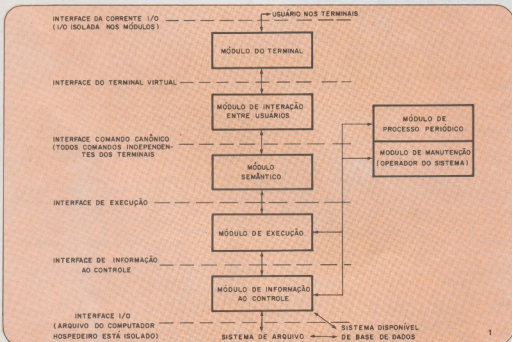 INTERFACE DA CORRENTE I/O
(I/O ISOLADA NOS MÓDULOS)
USUÁRIO NOS TERMINAIS
MÓDULO DO TERMINAL
INTERFACE DO TERMINAL VIRTUAL
MÓDULO DE INTERAÇÃO
ENTRE USUÁRIOS
MÓDULO DE
PROCESSO PERIÓDICO
MODULO DE MANUTENÇÃO
(OPERADOR DO SISTEMA)
INTERFACE COMANDO CANÔNICO
(TODOS COMANDOS INDEPENDEN-
TES DOS TERMINAIS
MÓDULO
SEMÂNTICO
INTERFACE DE EXECUÇÃO
MÓDULO DE EXECUÇÃO
INTERFACE DE INFORMAÇÃO
AO CONTROLE
MÓDULO DE INFORMAÇÃO
AO CONTROLE
INTERFACE I/O
(ARQUIVO DO COMPUTADOR
HOSPEDEIRO ESTÁ ISOLADO)
SISTEMA DE ARQUIVO
SISTEMA DISPONÍVEL
DE BASE DE DADOS
1